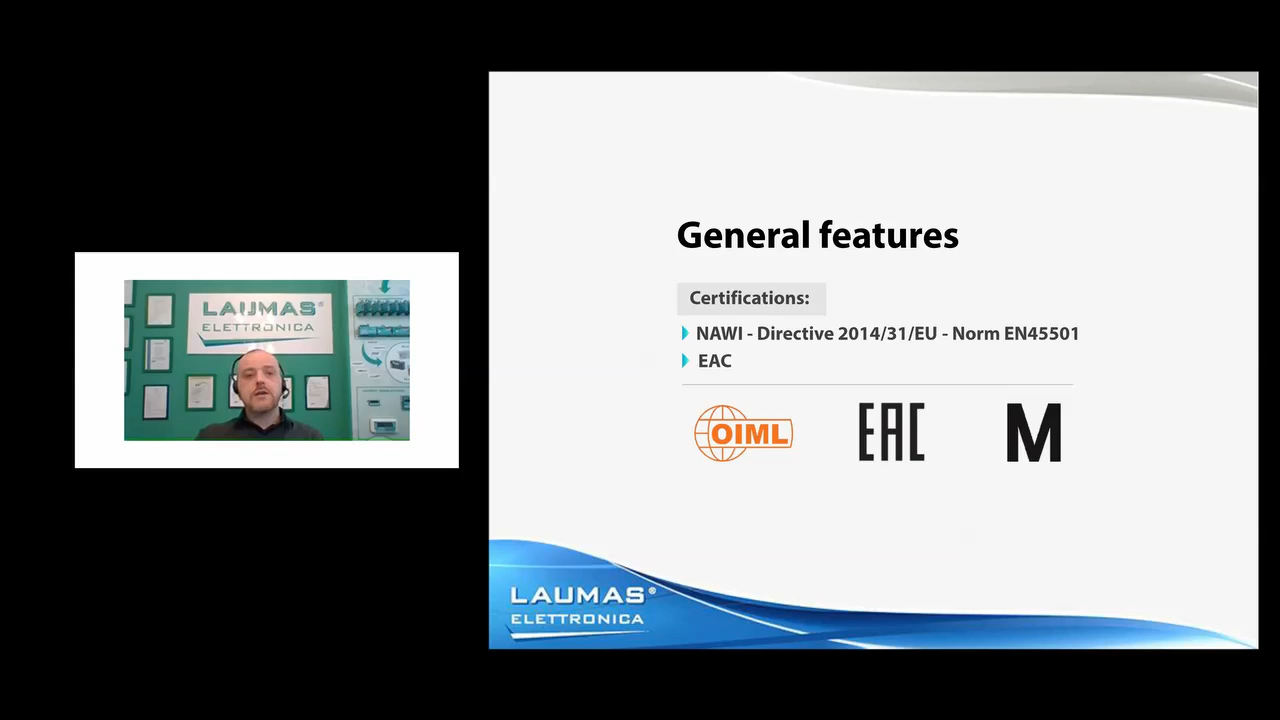 LAUMAS®
ELETTRONICA
General features
Certifications:
NAWI - Directive 2014/31/EU - Norm EN45501
EAC
OIML
EAC
M
LAUMAS®
ELETTRONICA